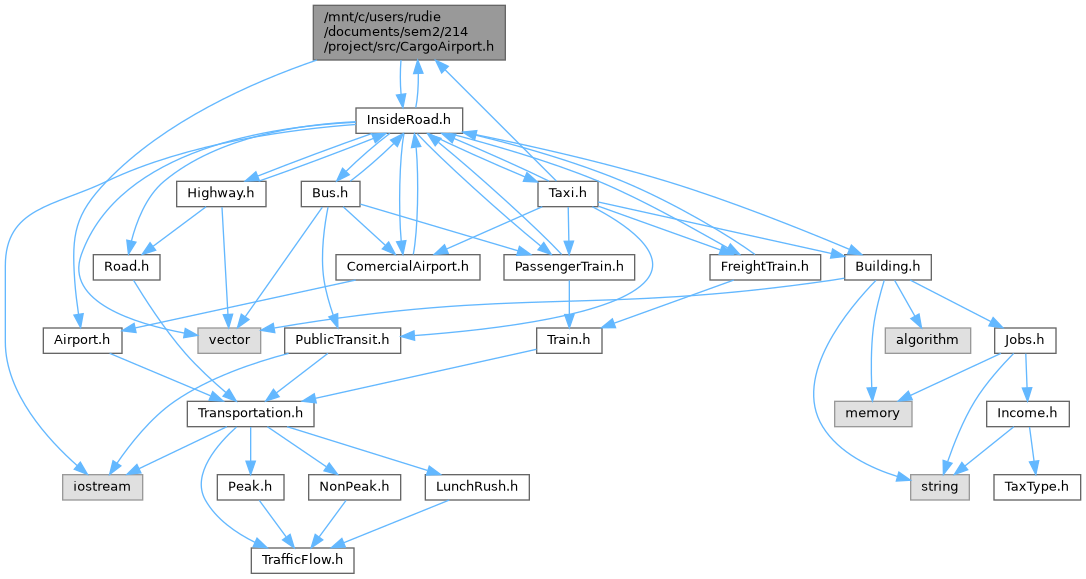 /mnt/c/users/rudie
/documents/sem2/214
/project/src/CargoAirport.h
InsideRoad.h
Highway.h
Bus.h
Taxi.h
Road.h
ComercialAirport.h
PassengerTrain.h
FreightTrain.h
Building.h
Airport.h
vector
PublicTransit.h
Train.h
algorithm
Jobs.h
Transportation.h
memory
Income.h
iostream
Peak.h
NonPeak.h
LunchRush.h
string
TaxType.h
TrafficFlow.h